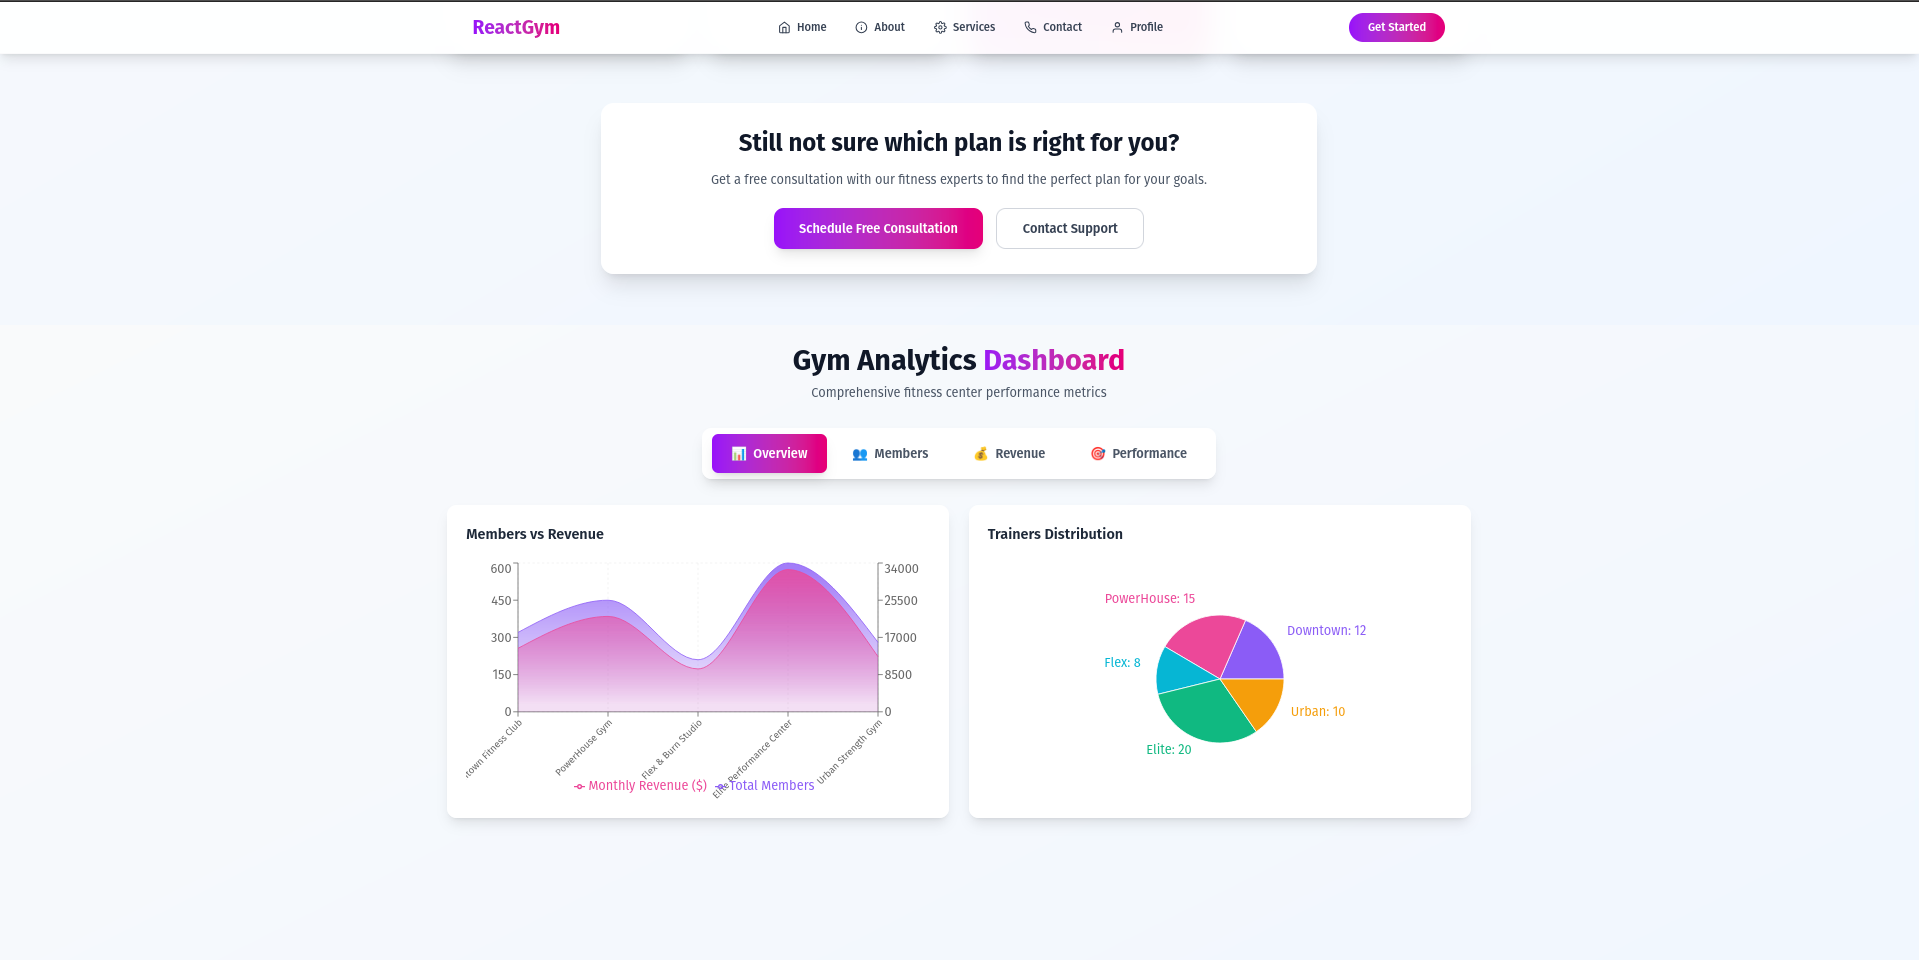 ReactGym
Home
About
Services
Contact
Profile
Get Started
Still not sure which plan is right for you?
Get a free consultation with our fitness experts to find the perfect plan for your goals.
Schedule Free Consultation
Contact Support
Gym Analytics Dashboard
Comprehensive fitness center performance metrics
Overview
Members
Revenue
Performance
Members vs Revenue
600
450
300
150
0
34000
25500
17000
8500
0
town Fitness Club
PowerHouse Gym
Flex & Burn Studio
Elite Performance Center
Urban Strength Gym
Monthly Revenue ($)
Total Members
Trainers Distribution
PowerHouse: 15
Downtown: 12
Flex: 8
Urban: 10
Elite: 20